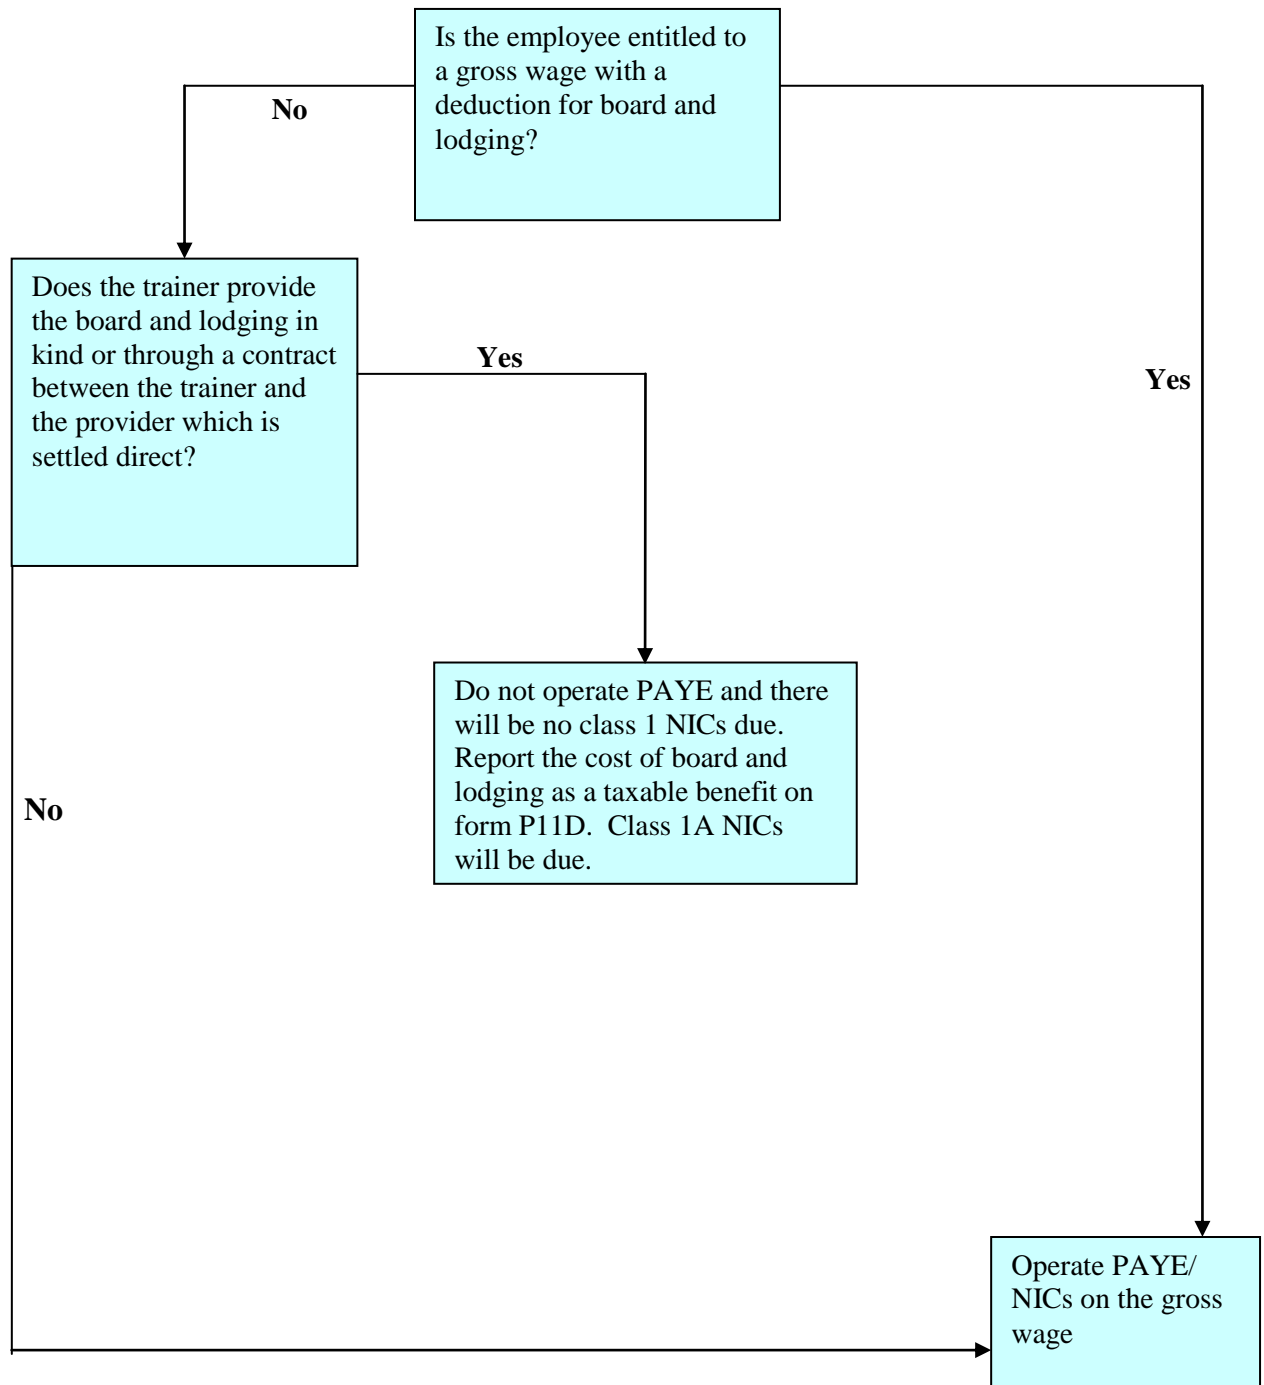 Is the employee entitled to
a gross wage with a
deduction for board and
lodging?
No
Does the trainer provide
the board and lodging in
kind or through a contract
between the trainer and
the provider which is
settled direct?
Yes
Yes
Do not operate PAYE and there
will be no class 1 NICs due.
Report the cost of board and
lodging as a taxable benefit on
form P11D.  Class 1A NICs
will be due.
No
Operate PAYE/
NICs on the gross
wage